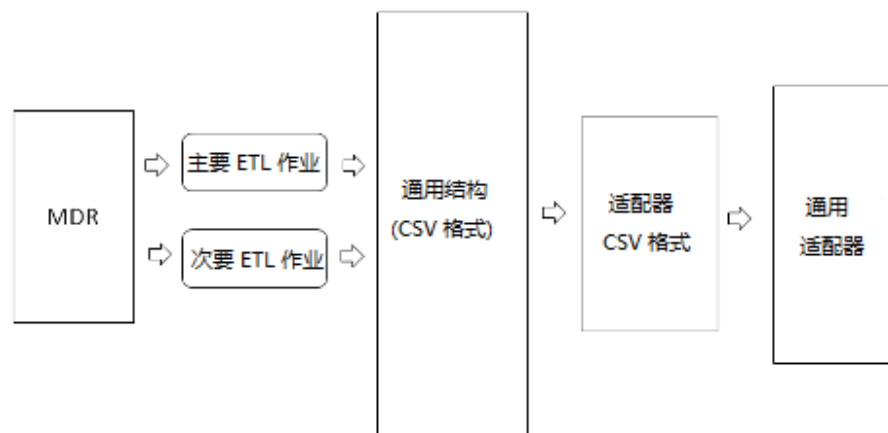 MDR
主要 ETL 作业
次要 ETL 作业
通用结构
(CSV 格式)
适配器
CSV 格式
通用
适配器